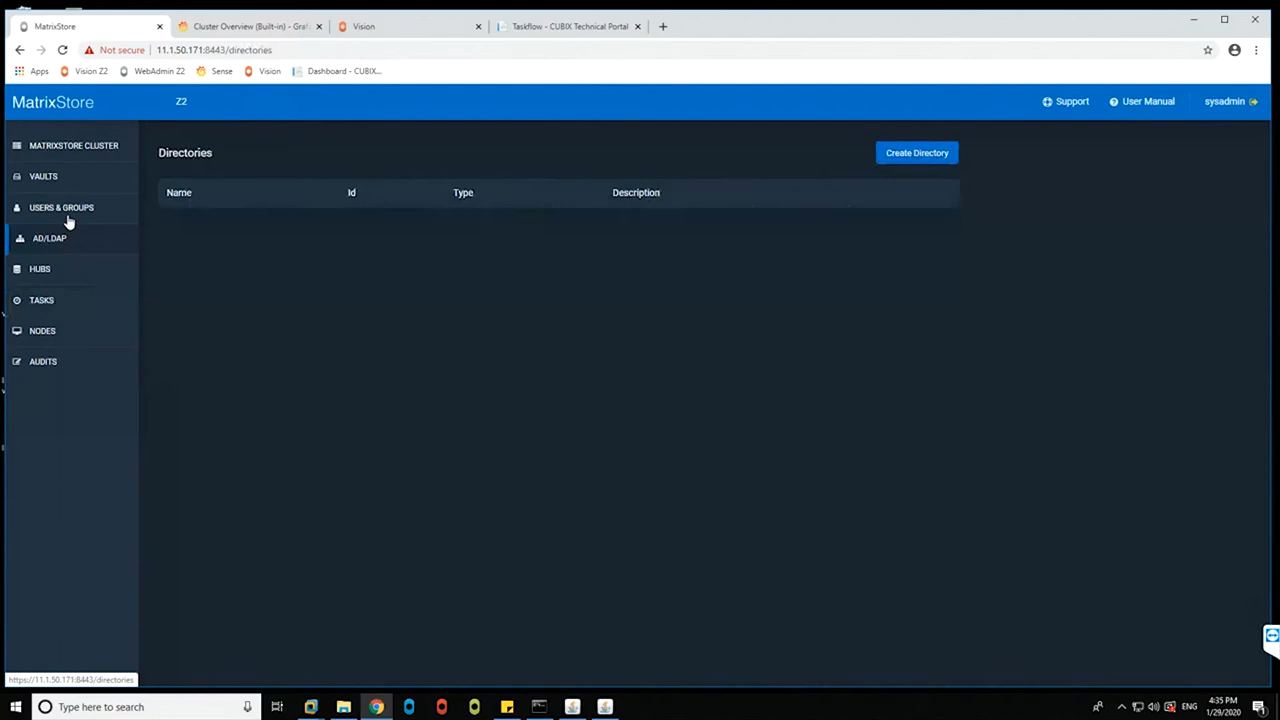 MatrixStore
Cluster Overview (Built-in) - Graf
Vision
Taskflow - CUBIX Technical Portal
Not secure
11.1.50.171:8443/directories
Apps
Vision Z2
WebAdmin Z2
Sense
Vision
Dashboard - CUBIX...
MatrixStore
Z2
Support
User Manual
sysadmin
MATRIXSTORE CLUSTER
VAULTS
USERS & GROUPS
AD/LDAP
HUBS
TASKS
NODES
AUDITS
Directories
Create Directory
Name
Id
Type
Description
https://11.1.50.171:8443/directories
Type here to search
ENG
4:35 PM
1/29/2020